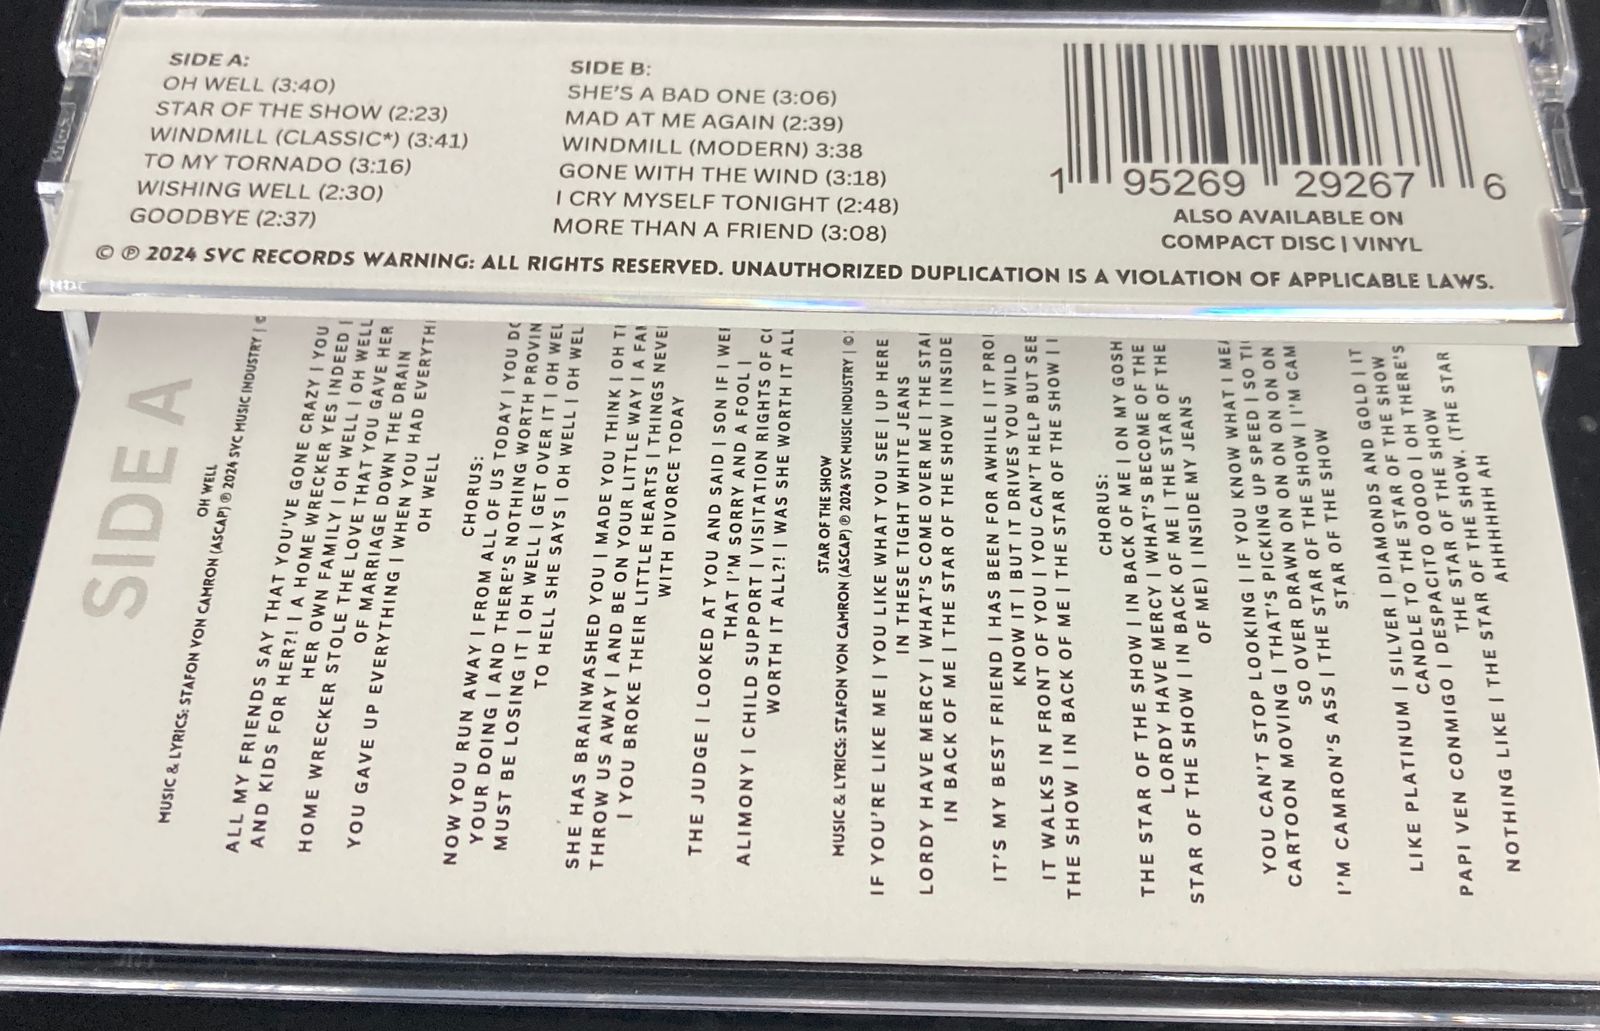 SIDE A:
OH WELL (3:40)
STAR OF THE SHOW (2:23)
WINDMILL (CLASSIC*) (3:41)
TO MY TORNADO (3:16)
WISHING WELL (2:30)
GOODBYE (2:37)
SIDE B:
SHE'S A BAD ONE (3:06)
MAD AT ME AGAIN (2:39)
WINDMILL (MODERN) 3:38
GONE WITH THE WIND (3:18)
I CRY MYSELF TONIGHT (2:48)
MORE THAN A FRIEND (3:08)
1 95269 29267 6
ALSO AVAILABLE ON
COMPACT DISC | VINYL
© ℗ 2024 SVC RECORDS WARNING: ALL RIGHTS RESERVED. UNAUTHORIZED DUPLICATION IS A VIOLATION OF APPLICABLE LAWS.
SIDE A
OH WELL
MUSIC & LYRICS: STAFON VON CAMRON (ASCAP) ℗ 2024 SVC MUSIC INDUSTRY | ©
ALL MY FRIENDS SAY THAT YOU'VE GONE CRAZY | YOU
AND KIDS FOR HER?! | A HOME WRECKER YES INDEED |
HER OWN FAMILY | OH WELL | OH WELL
HOME WRECKER STOLE THE LOVE THAT YOU GAVE HER
OF MARRIAGE DOWN THE DRAIN
YOU GAVE UP EVERYTHING | WHEN YOU HAD EVERYTHI
OH WELL
CHORUS:
NOW YOU RUN AWAY | FROM ALL OF US TODAY | YOU
YOUR DOING | AND THERE'S NOTHING WORTH PROVIN
MUST BE LOSING IT | OH WELL | GET OVER IT | OH WEL
TO HELL SHE SAYS | OH WELL | OH WEL
SHE HAS BRAINWASHED YOU | MADE YOU THINK | OH
THROW US AWAY | AND BE ON YOUR LITTLE WAY | A
| YOU BROKE THEIR LITTLE HEARTS | THINGS NEVE
WITH DIVORCE TODAY
THE JUDGE | LOOKED AT YOU AND SAID | SON IF I
THAT I'M SORRY AND A FOOL |
ALIMONY | CHILD SUPPORT | VISITATION RIGHTS OF
WORTH IT ALL?! | WAS SHE WORTH IT ALL
STAR OF THE SHOW
MUSIC & LYRICS: STAFON VON CAMRON (ASCAP) ℗ 2024 SVC MUSIC INDUSTRY | ©
IF YOU'RE LIKE ME | YOU LIKE WHAT YOU SEE | UP HERE
IN THESE TIGHT WHITE JEANS
LORDY HAVE MERCY | WHAT'S COME OVER ME | THE STA
IN BACK OF ME | THE STAR OF THE SHOW | INSIDE
IT'S MY BEST FRIEND | HAS BEEN FOR AWHILE | IT
KNOW IT | BUT IT DRIVES YOU WILD
IT WALKS IN FRONT OF YOU | YOU CAN'T HELP BUT SEE
THE SHOW | IN BACK OF ME | THE STAR OF THE SHOW |
CHORUS:
THE STAR OF THE SHOW | IN BACK OF ME | ON MY GOSH
LORDY HAVE MERCY | WHAT'S BECOME OF THE
STAR OF THE SHOW | IN BACK OF ME | THE STAR OF THE
OF ME) | INSIDE MY JEANS
YOU CAN'T STOP LOOKING | IF YOU KNOW WHAT I
CARTOON MOVING | THAT'S PICKING UP SPEED | SO
SO OVER DRAWN ON ON ON ON ON
I'M CAMRON'S ASS | THE STAR OF THE SHOW | I'M CAM
STAR OF THE SHOW
LIKE PLATINUM | SILVER | DIAMONDS AND GOLD | IT
CANDLE TO THE STAR OF THE SHOW
PAPI VEN CONMIGO | DESPACITO OOOOO | OH THERE'S
THE STAR OF THE SHOW
NOTHING LIKE | THE STAR OF THE SHOW. (THE STAR
AHHHHHH AH